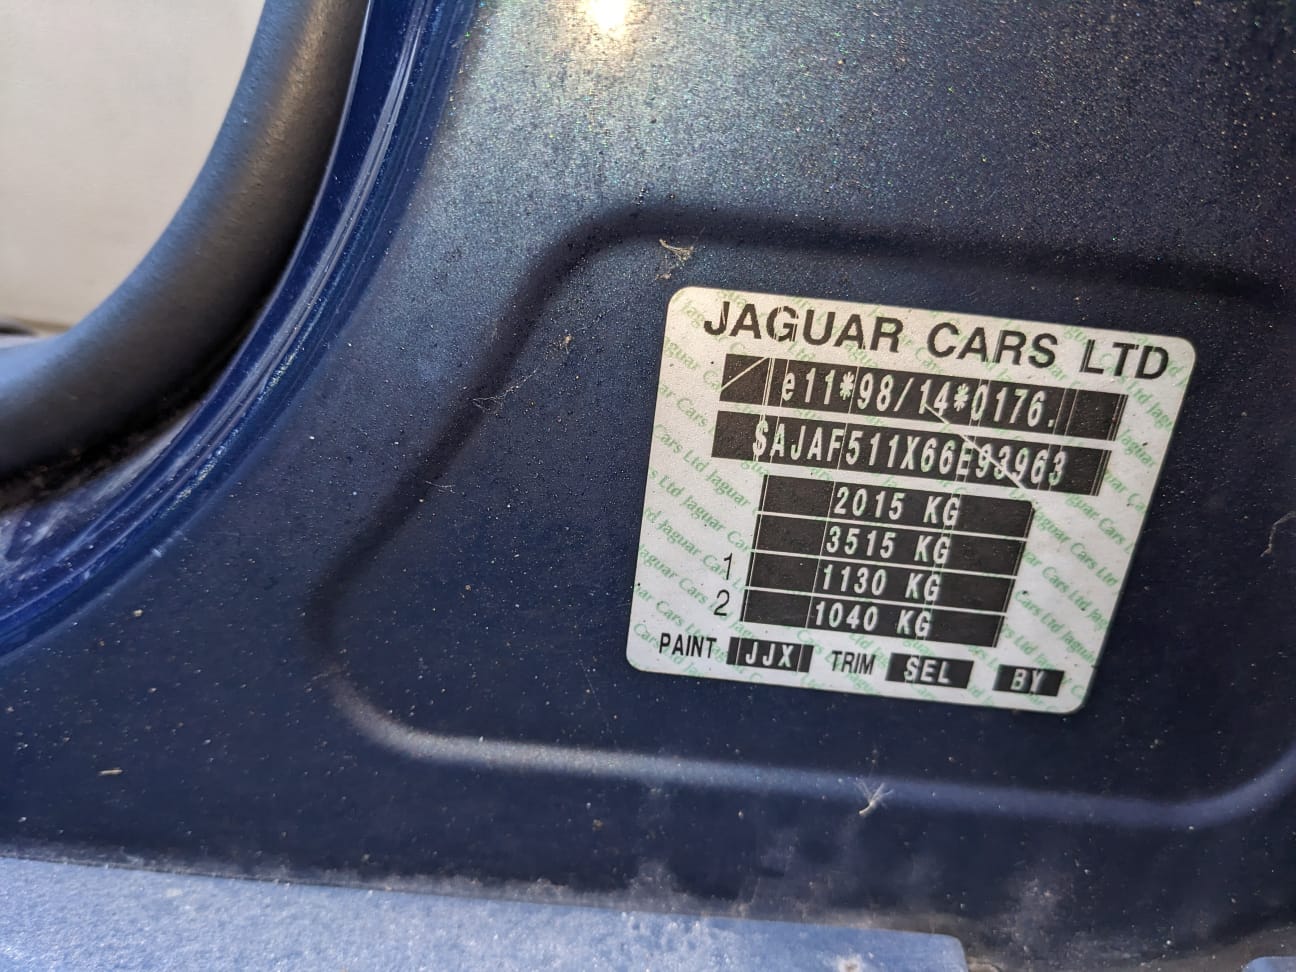 JAGUAR CARS LTD
e11*98/14*0176.
SAJAF511X66E93963
2015 KG
3515 KG
1 1130 KG
2 1040 KG
PAINT JJX TRIM SEL BY